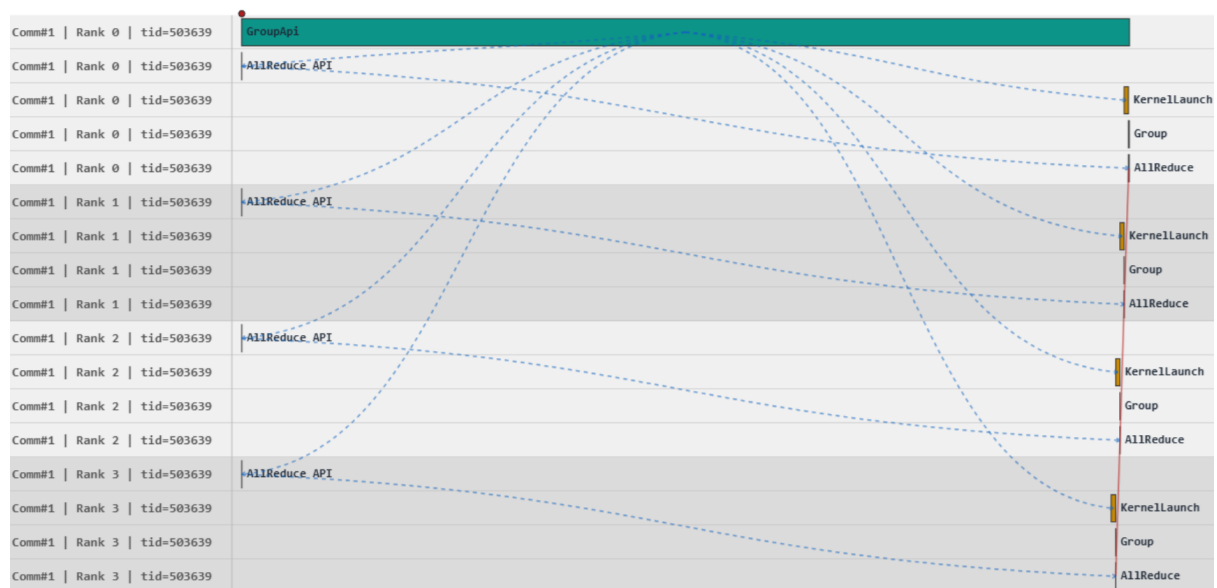 Comm#1 | Rank 0 | tid=503639 GroupApi
Comm#1 | Rank 0 | tid=503639 AllReduce API
Comm#1 | Rank 0 | tid=503639 KernelLaunch
Comm#1 | Rank 0 | tid=503639 Group
Comm#1 | Rank 0 | tid=503639 AllReduce
Comm#1 | Rank 1 | tid=503639 AllReduce API
Comm#1 | Rank 1 | tid=503639 KernelLaunch
Comm#1 | Rank 1 | tid=503639 Group
Comm#1 | Rank 1 | tid=503639 AllReduce
Comm#1 | Rank 2 | tid=503639 AllReduce API
Comm#1 | Rank 2 | tid=503639 KernelLaunch
Comm#1 | Rank 2 | tid=503639 Group
Comm#1 | Rank 2 | tid=503639 AllReduce
Comm#1 | Rank 3 | tid=503639 AllReduce API
Comm#1 | Rank 3 | tid=503639 KernelLaunch
Comm#1 | Rank 3 | tid=503639 Group
Comm#1 | Rank 3 | tid=503639 AllReduce